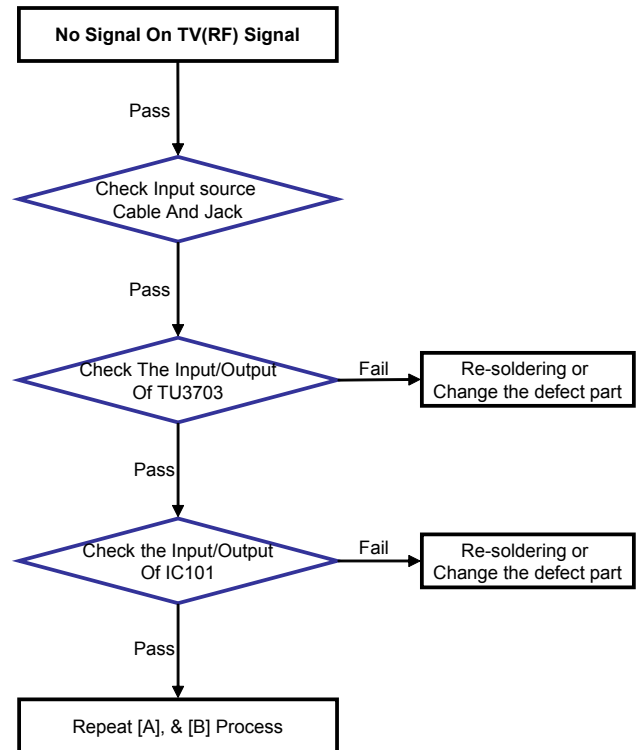 No Signal On TV(RF) Signal
Pass
Check Input source
Cable And Jack
Pass
Check The Input/Output
Of TU3703
Fail
Re-soldering or
Change the defect part
Pass
Check the Input/Output
Of IC101
Fail
Re-soldering or
Change the defect part
Pass
Repeat [A], & [B] Process